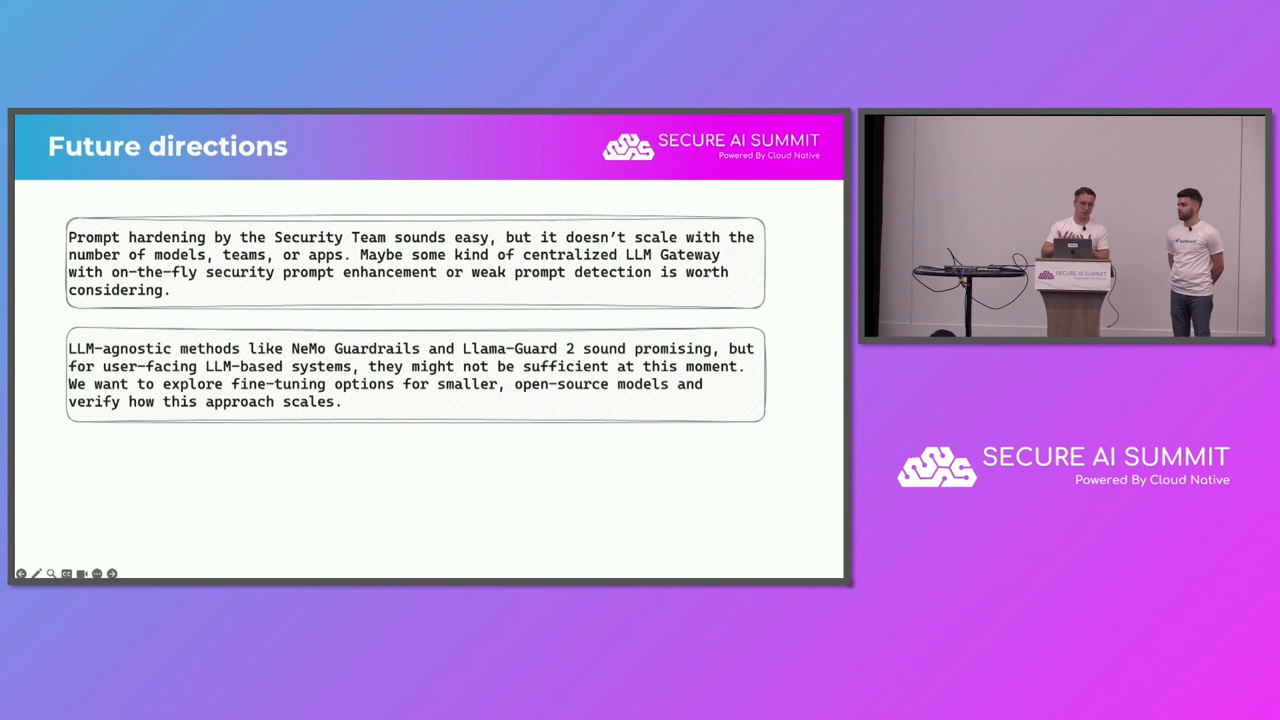 Future directions
SECURE AI SUMMIT
Powered By Cloud Native
Prompt hardening by the Security Team sounds easy, but it doesn’t scale with the
number of models, teams, or apps. Maybe some kind of centralized LLM Gateway
with on-the-fly security prompt enhancement or weak prompt detection is worth
considering.
LLM-agnostic methods like NeMo Guardrails and Llama-Guard 2 sound promising, but
for user-facing LLM-based systems, they might not be sufficient at this moment.
We want to explore fine-tuning options for smaller, open-source models and
verify how this approach scales.
SECURE AI SUMMIT
SECURE AI SUMMIT
Powered By Cloud Native